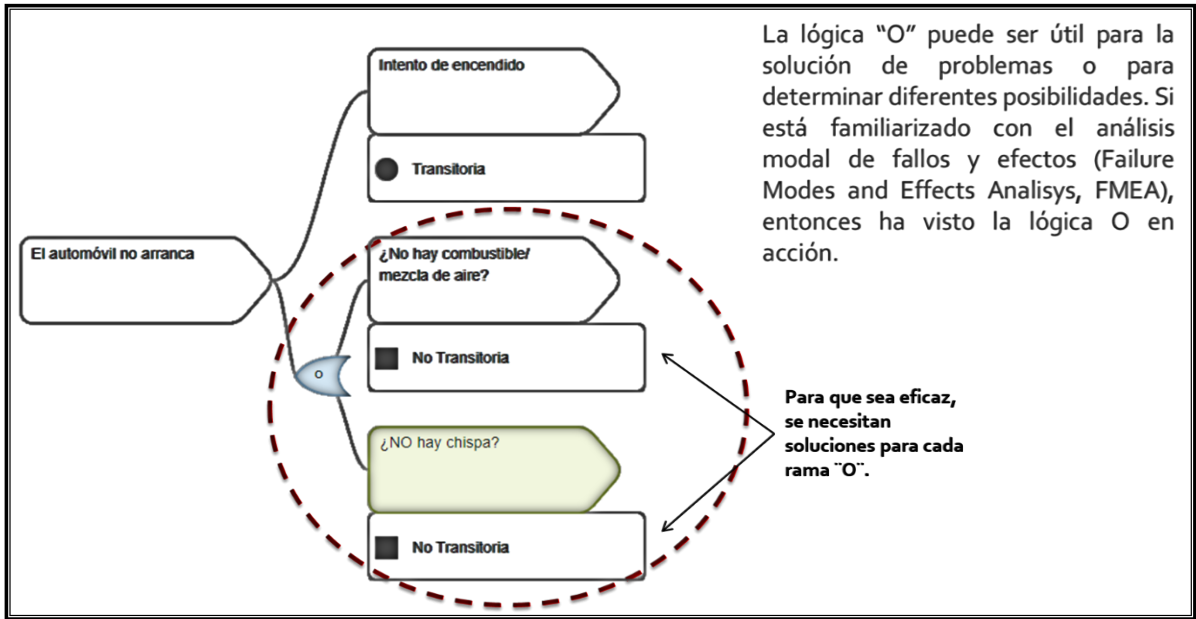 La lógica “O” puede ser útil para la
solución de problemas o para
determinar diferentes posibilidades. Si
está familiarizado con el análisis
modal de fallos y efectos (Failure
Modes and Effects Analisys, FMEA),
entonces ha visto la lógica O en
acción.
El automóvil no arranca
Intento de encendido
Transitoria
O
¿No hay combustible/
mezcla de aire?
No Transitoria
¿NO hay chispa?
No Transitoria
Para que sea eficaz,
se necesitan
soluciones para cada
rama ¨O¨.